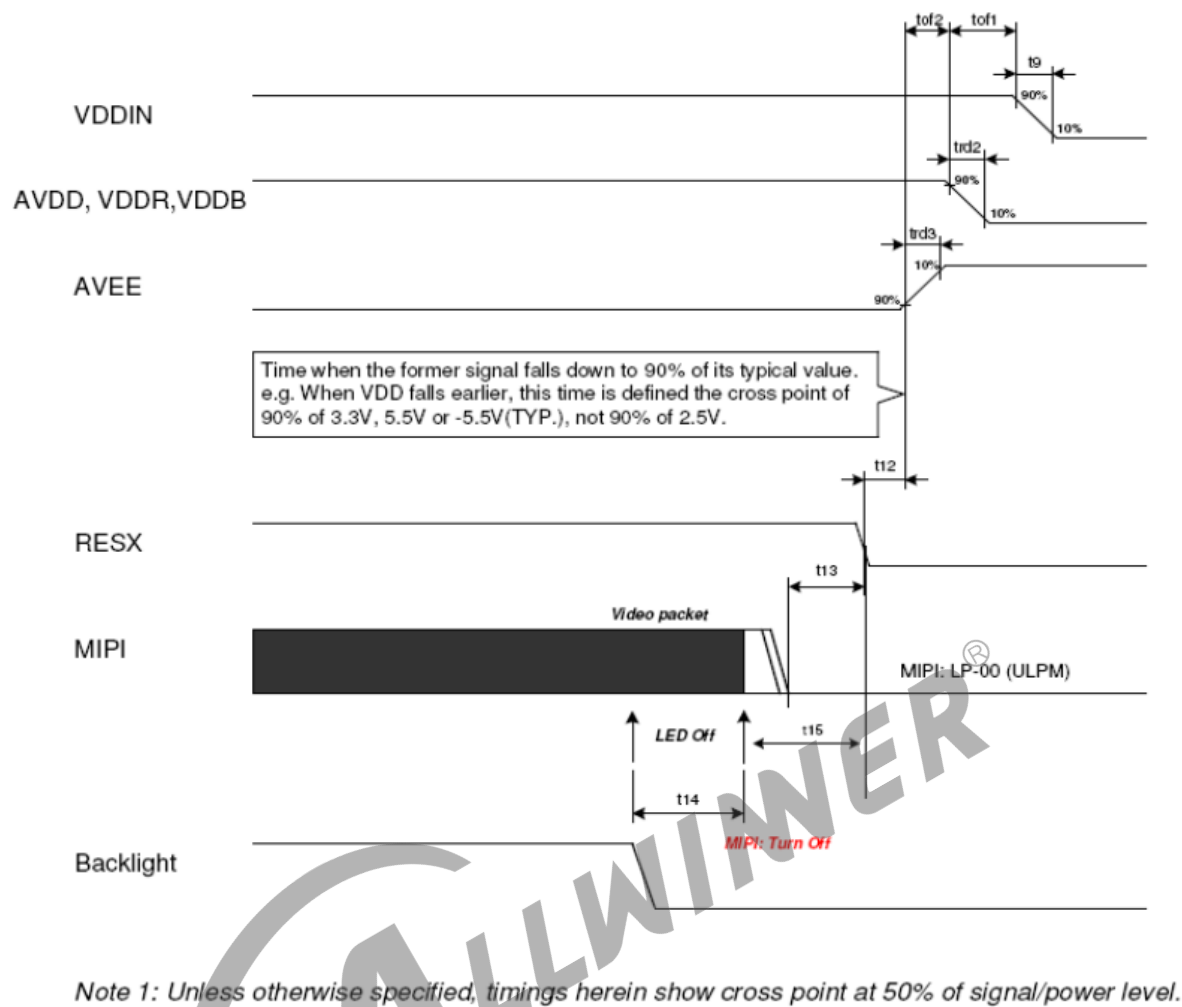 tof2 tof1
t9
VDDIN
90%
10%
trd2
AVDD, VDDR,VDDB
90%
10%
trd3
AVEE
10%
90%
Time when the former signal falls down to 90% of its typical value.
e.g. When VDD falls earlier, this time is defined the cross point of
90% of 3.3V, 5.5V or -5.5V(TYP.), not 90% of 2.5V.
t12
RESX
t13
Video packet
MIPI
MIPI: LP-00 (ULPM)
LED Off
t15
t14
MIPI: Turn Off
Backlight
ALLWINNER®
Note 1: Unless otherwise specified, timings herein show cross point at 50% of signal/power level.